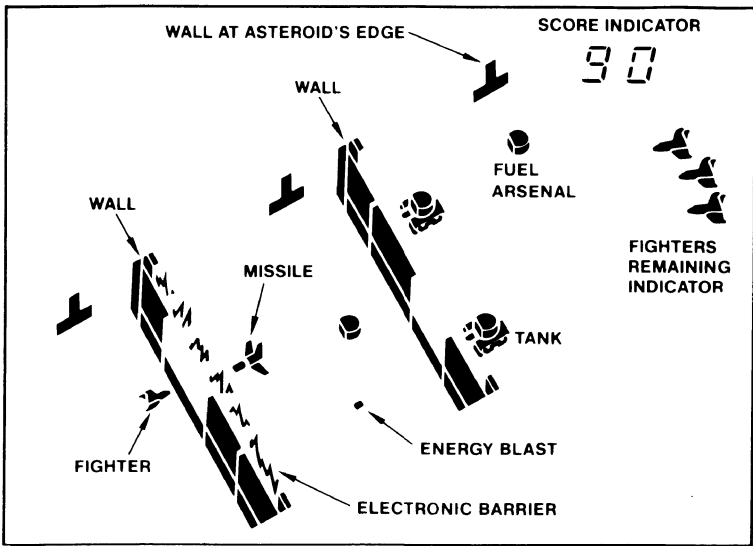 WALL AT ASTEROID'S EDGE
SCORE INDICATOR
90
WALL
FUEL
ARSENAL
WALL
MISSILE
FIGHTERS
REMAINING
INDICATOR
TANK
FIGHTER
ENERGY BLAST
ELECTRONIC BARRIER